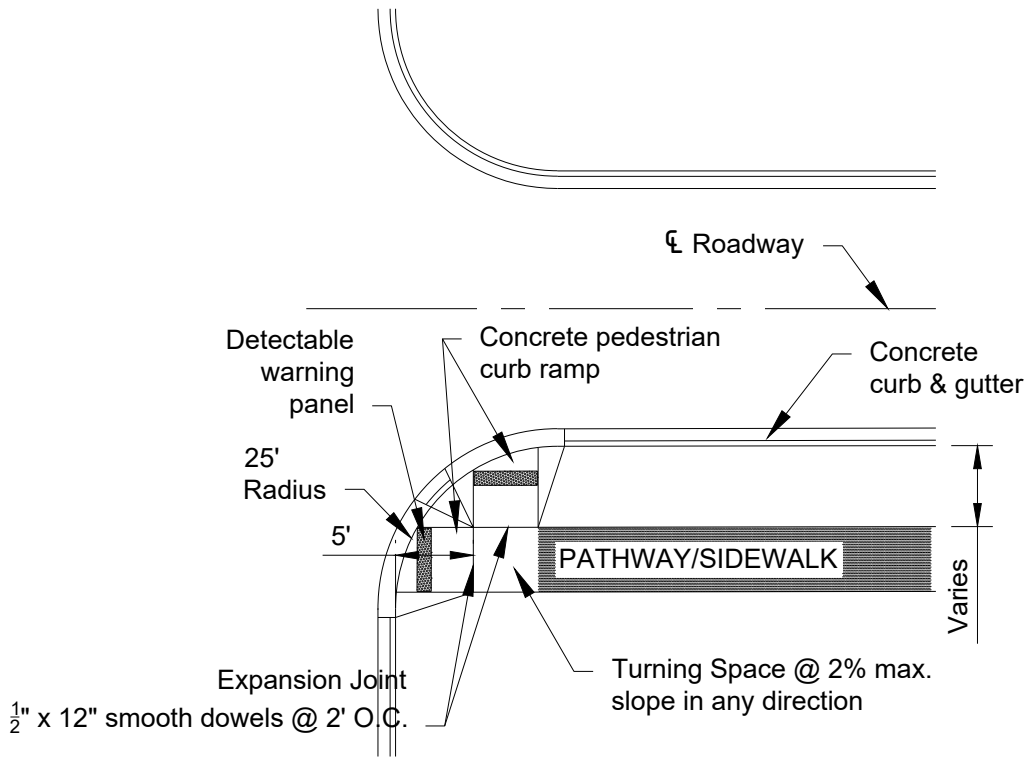 ℄ Roadway
Detectable
warning
panel
Concrete pedestrian
curb ramp
Concrete
curb & gutter
25'
Radius
5'
PATHWAY/SIDEWALK
Varies
Expansion Joint
½" x 12" smooth dowels @ 2' O.C.
Turning Space @ 2% max.
slope in any direction